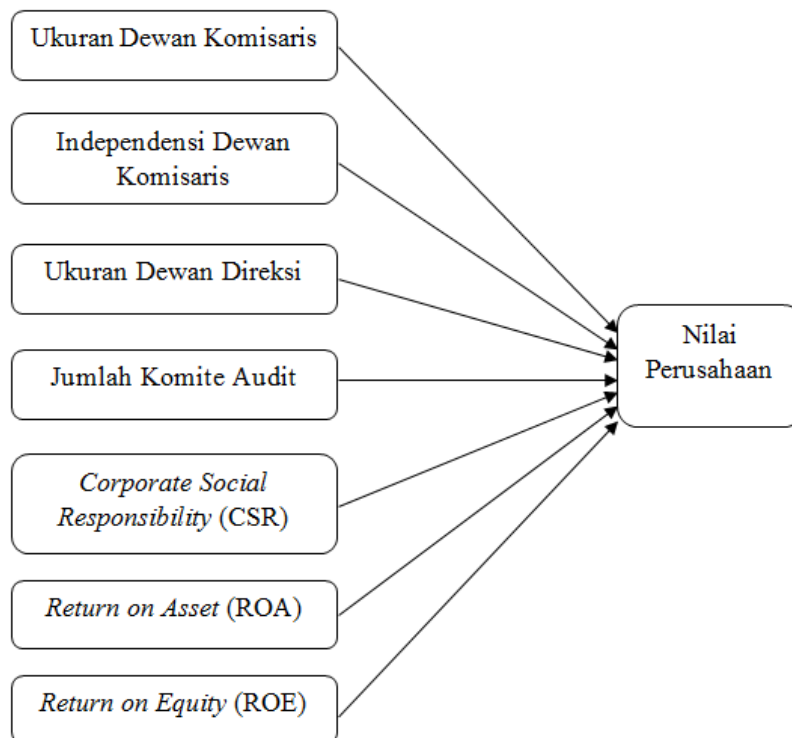 Ukuran Dewan Komisaris
Independensi Dewan
Komisaris
Ukuran Dewan Direksi
Jumlah Komite Audit
Corporate Social
Responsibility (CSR)
Return on Asset (ROA)
Return on Equity (ROE)
Nilai
Perusahaan